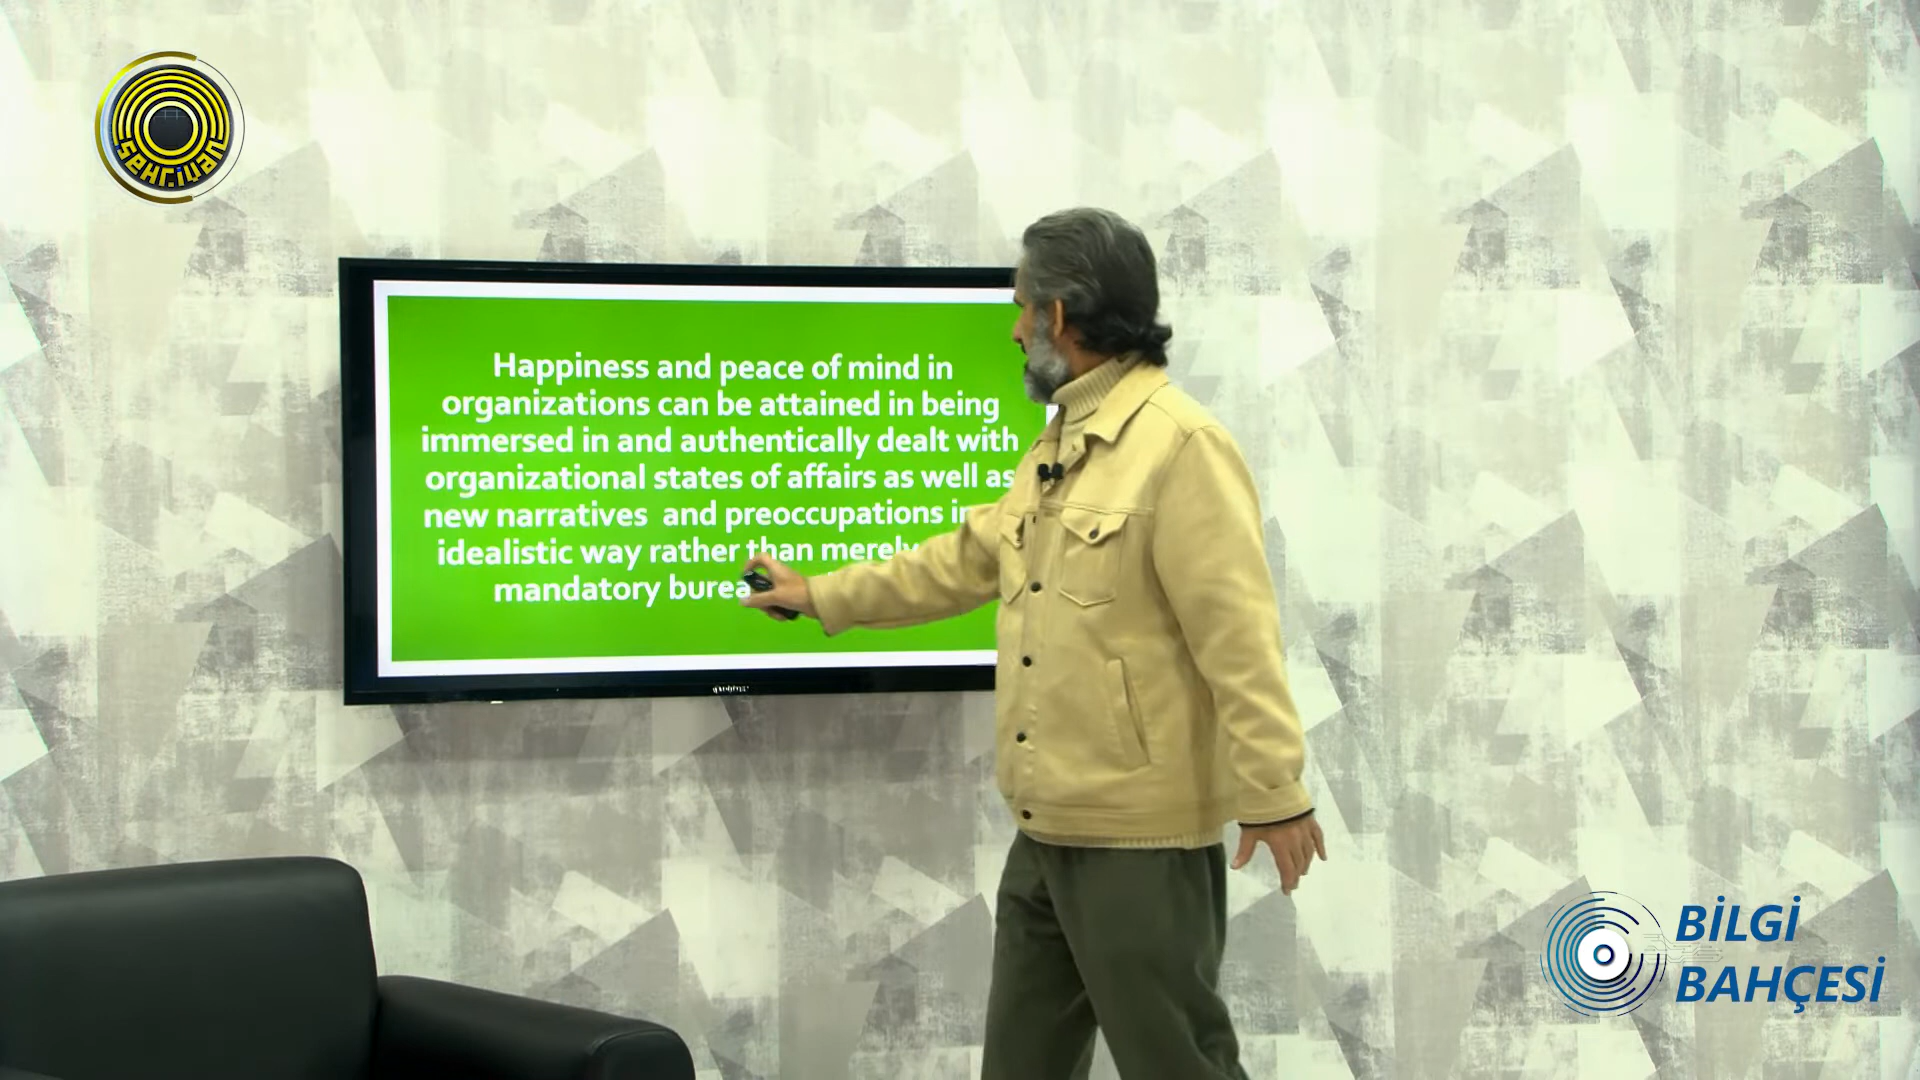 sehr.iyan
Happiness and peace of mind in
organizations can be attained in being
immersed in and authentically dealt with
organizational states of affairs as well as
new narratives and preoccupations in
idealistic way rather than merely
mandatory
BİLGİ
BAHÇESİ